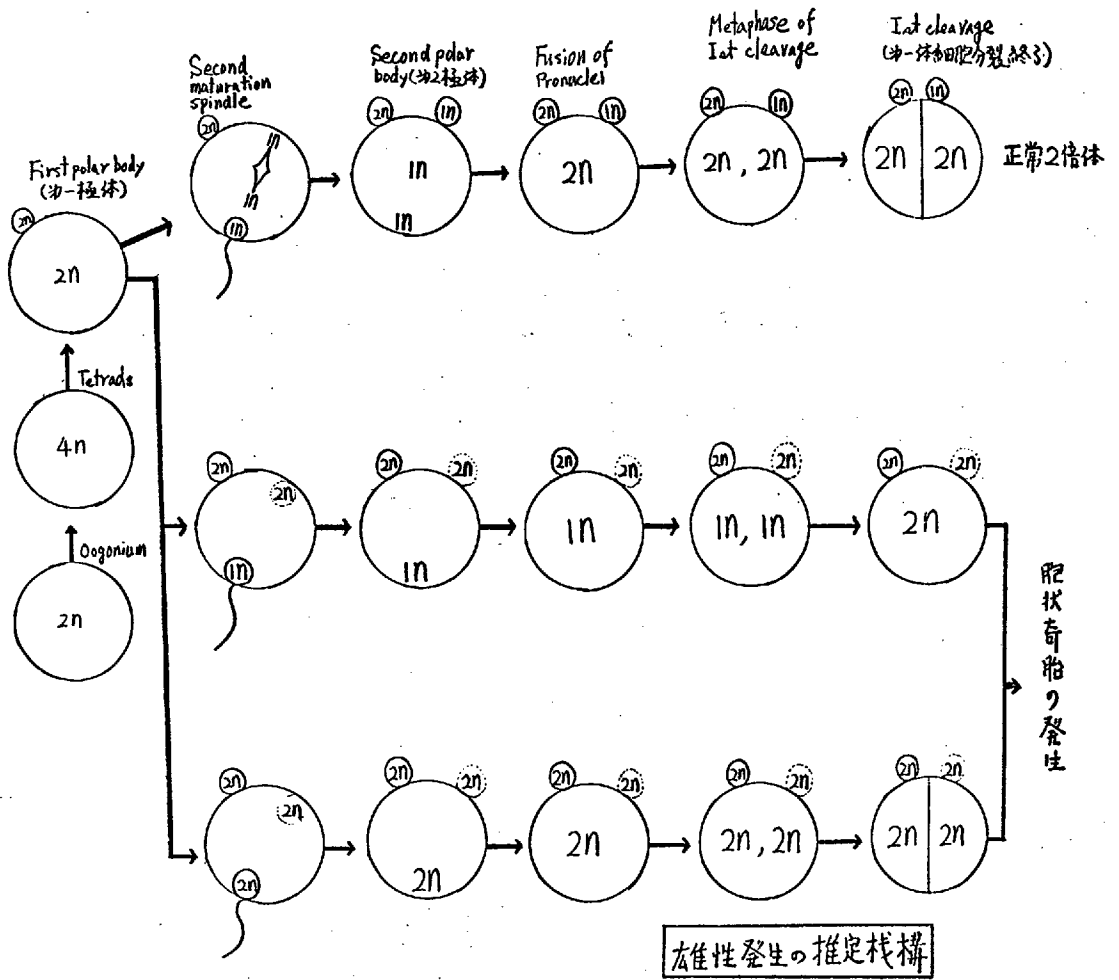 Second
maturation
spindle
Second polar
body(第2極体)
Fusion of
Pronuclei
Metaphase of
Ist cleavage
Ist cleavage
(第一体細胞分裂終了)
First polar body
(第一極体)
2n
2n
2n
1n
1n
1n
2n
1n
1n
1n
2n
1n
2n
2n
1n
2n, 2n
2n
1n
2n
2n
正常2倍体
Tetrads
4n
Oogonium
2n
2n
2n
1n
2n
2n
1n
2n
2n
1n
2n
2n
1n, 1n
2n
2n
2n
胞状奇胎の発生
2n
2n
2n
2n
2n
2n
2n
2n
2n
2n
2n
2n, 2n
2n
2n
2n
2n
雄性発生の推定機構